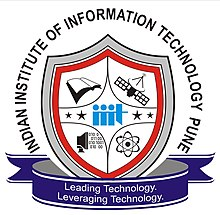 INDIAN INSTITUTE OF INFORMATION TECHNOLOGY PUNE
iiit
Leading Technology.
Leveraging Technology.